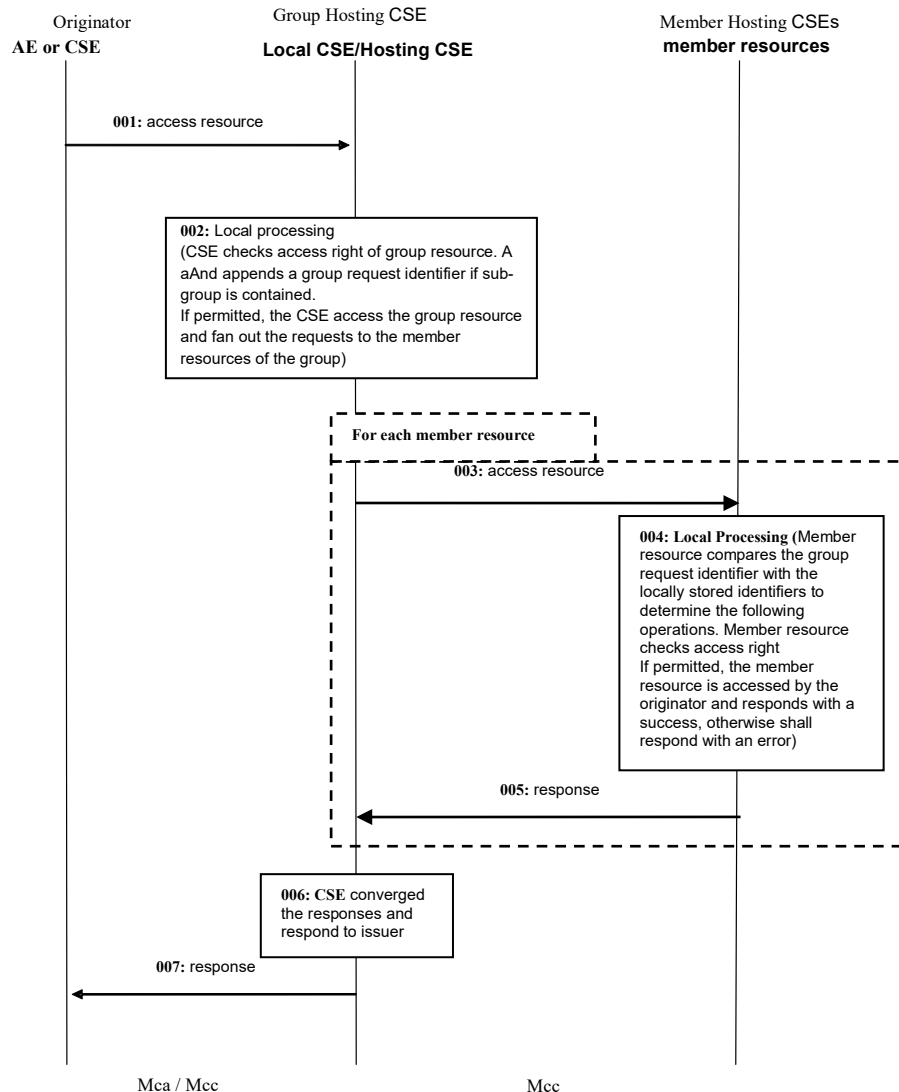 Originator
AE or CSE
Group Hosting CSE
Local CSE/Hosting CSE
Member Hosting CSEs
member resources
001: access resource
002: Local processing
(CSE checks access right of group resource. A
aAnd appends a group request identifier if sub-
group is contained.
If permitted, the CSE access the group resource
and fan out the requests to the member
resources of the group)
For each member resource
003: access resource
004: Local Processing (Member
resource compares the group
request identifier with the
locally stored identifiers to
determine the following
operations. Member resource
checks access right
If permitted, the member
resource is accessed by the
originator and responds with a
success, otherwise shall
respond with an error)
005: response
006: CSE converged
the responses and
respond to issuer
007: response
Mca / Mcc
Mcc